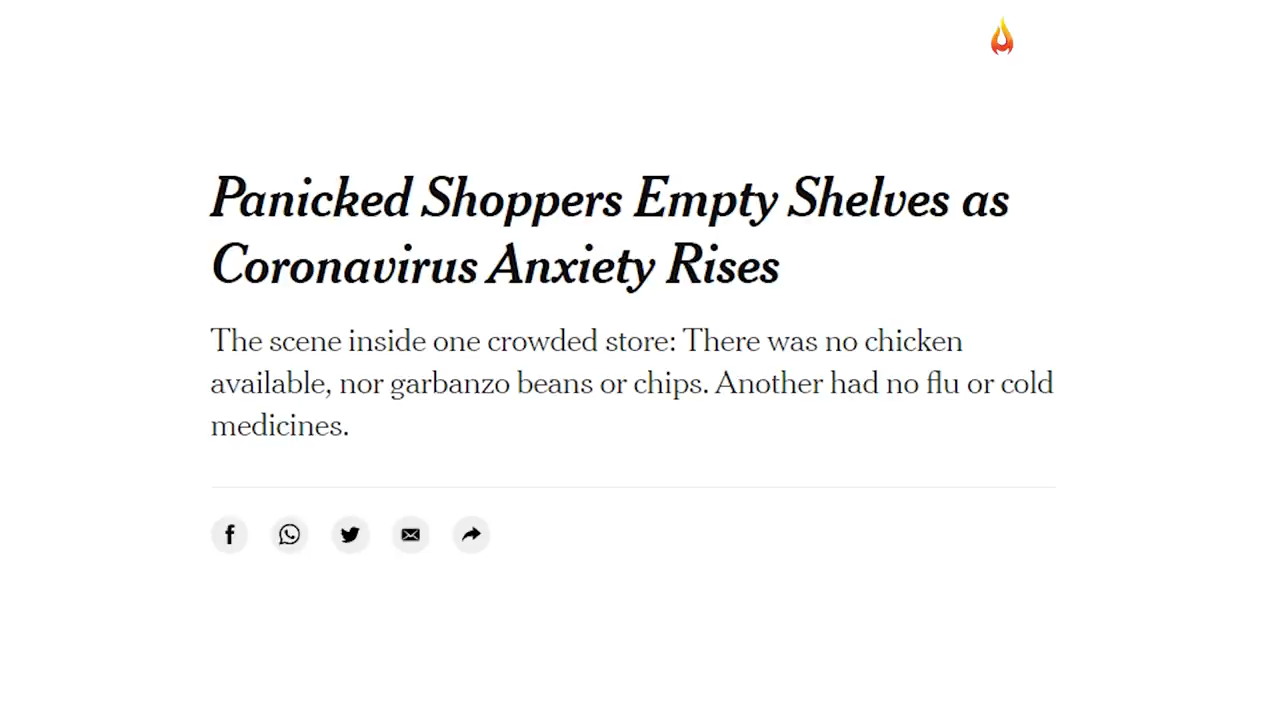 Panicked Shoppers Empty Shelves as
Coronavirus Anxiety Rises
The scene inside one crowded store: There was no chicken
available, nor garbanzo beans or chips. Another had no flu or cold
medicines.